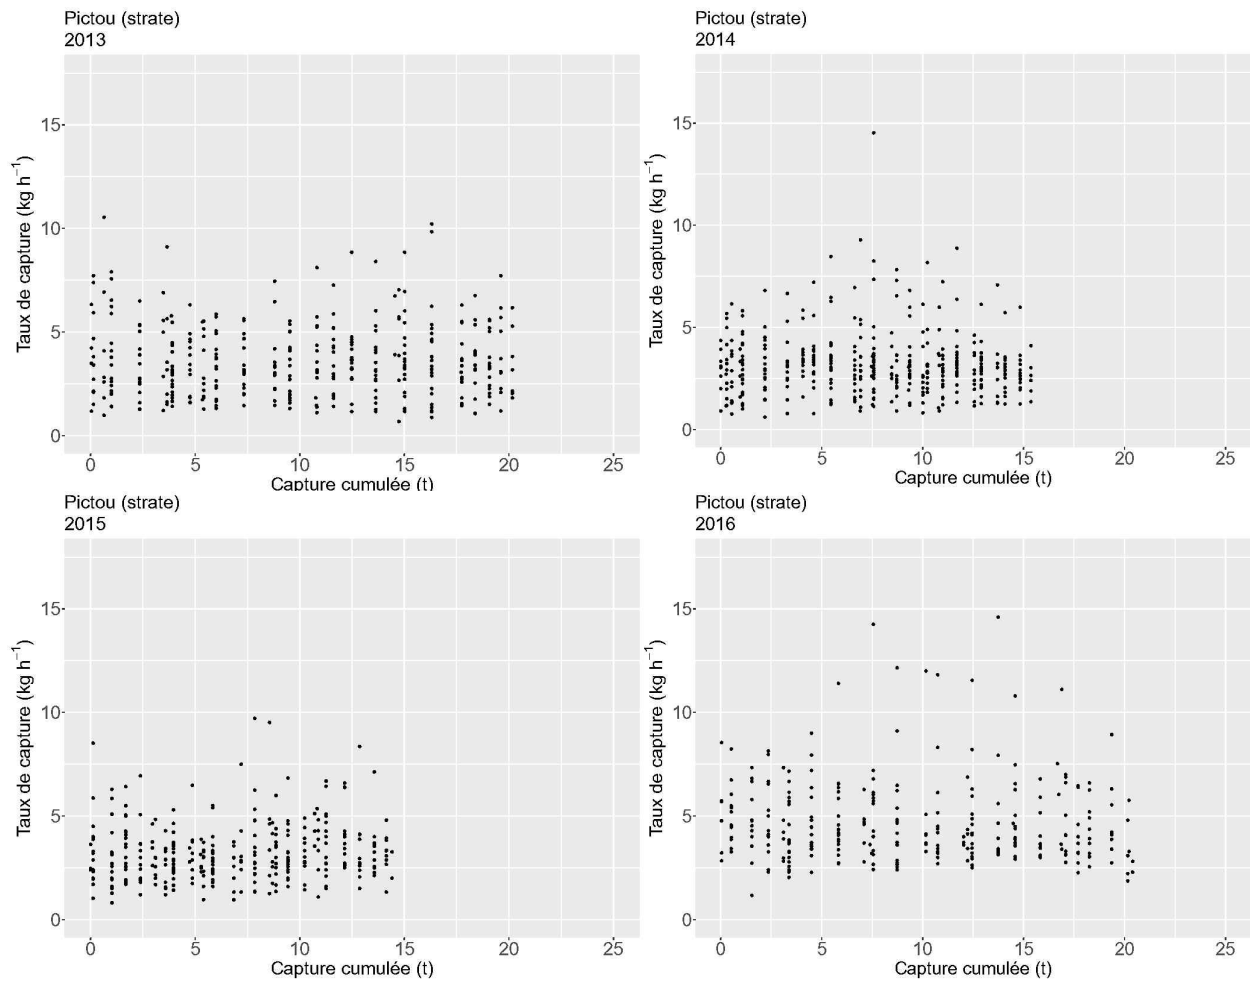 Pictou (strate)
2013
15
10
5
0
Taux de capture (kg h⁻¹)
0 5 10 15 20 25
Capture cumulée (t)
Pictou (strate)
2014
15
10
5
0
Taux de capture (kg h⁻¹)
0 5 10 15 20 25
Capture cumulée (t)
Pictou (strate)
2015
15
10
5
0
Taux de capture (kg h⁻¹)
0 5 10 15 20 25
Capture cumulée (t)
Pictou (strate)
2016
15
10
5
0
Taux de capture (kg h⁻¹)
0 5 10 15 20 25
Capture cumulée (t)